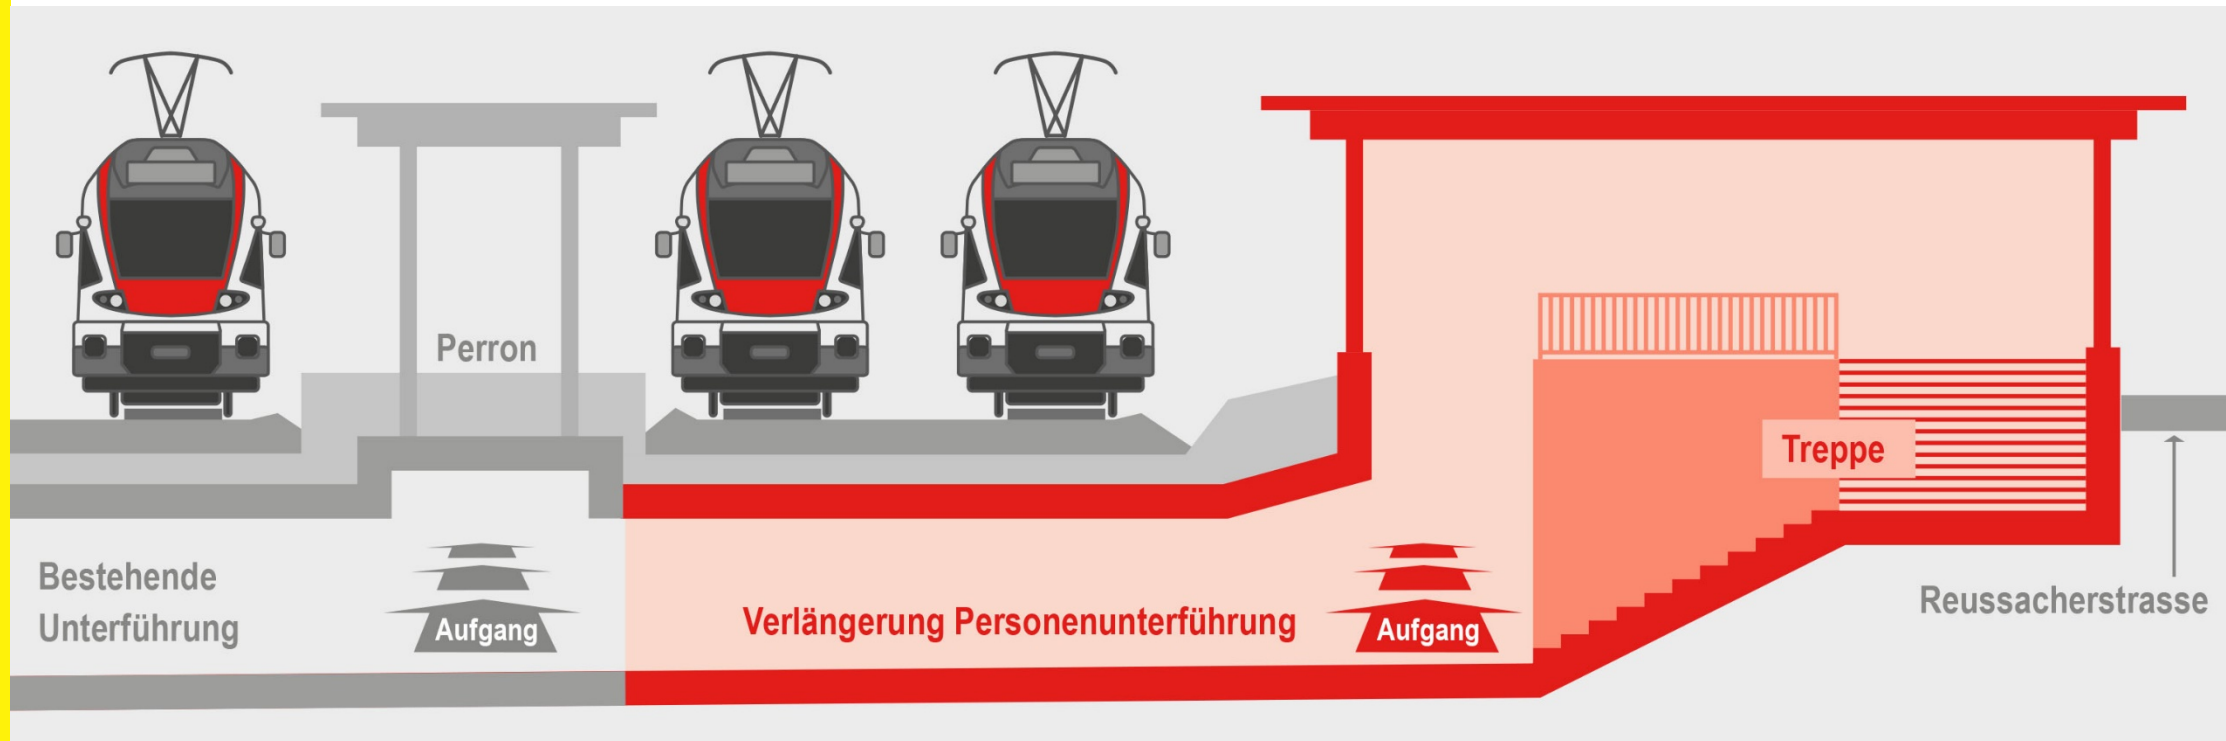 Perron
Treppe
Bestehende
Unterführung
Aufgang
Verlängerung Personenunterführung
Aufgang
Reussacherstrasse